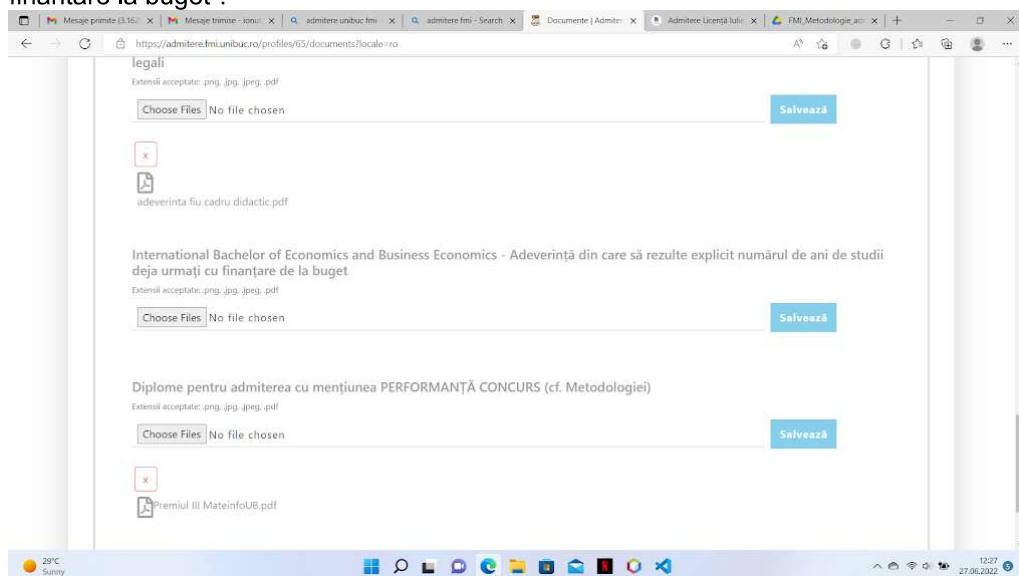 finanțare la buget".
Mesaje primite (3.162
Mesaje trimise - ionut
admitere unibuc fmi
admitere fmi - Search
Documente | Admiter
Admitere Licență Iulie
FMI_Metodologie_adm
https://admitere.fmi.unibuc.ro/profiles/65/documents?locale=ro
legali
Extensii acceptate: .png, .jpg, .jpeg, .pdf
Choose Files No file chosen Salvează
x
adeverinta fiu cadru didactic.pdf
International Bachelor of Economics and Business Economics - Adeverință din care să rezulte explicit numărul de ani de studii
deja urmați cu finanțare de la buget
Extensii acceptate: .png, .jpg, .jpeg, .pdf
Choose Files No file chosen Salvează
Diplome pentru admiterea cu mențiunea PERFORMANȚĂ CONCURS (cf. Metodologiei)
Extensii acceptate: .png, .jpg, .jpeg, .pdf
Choose Files No file chosen Salvează
x
Premiul III MateinfoUB.pdf
29°C
Sunny
12:27
27.06.2022